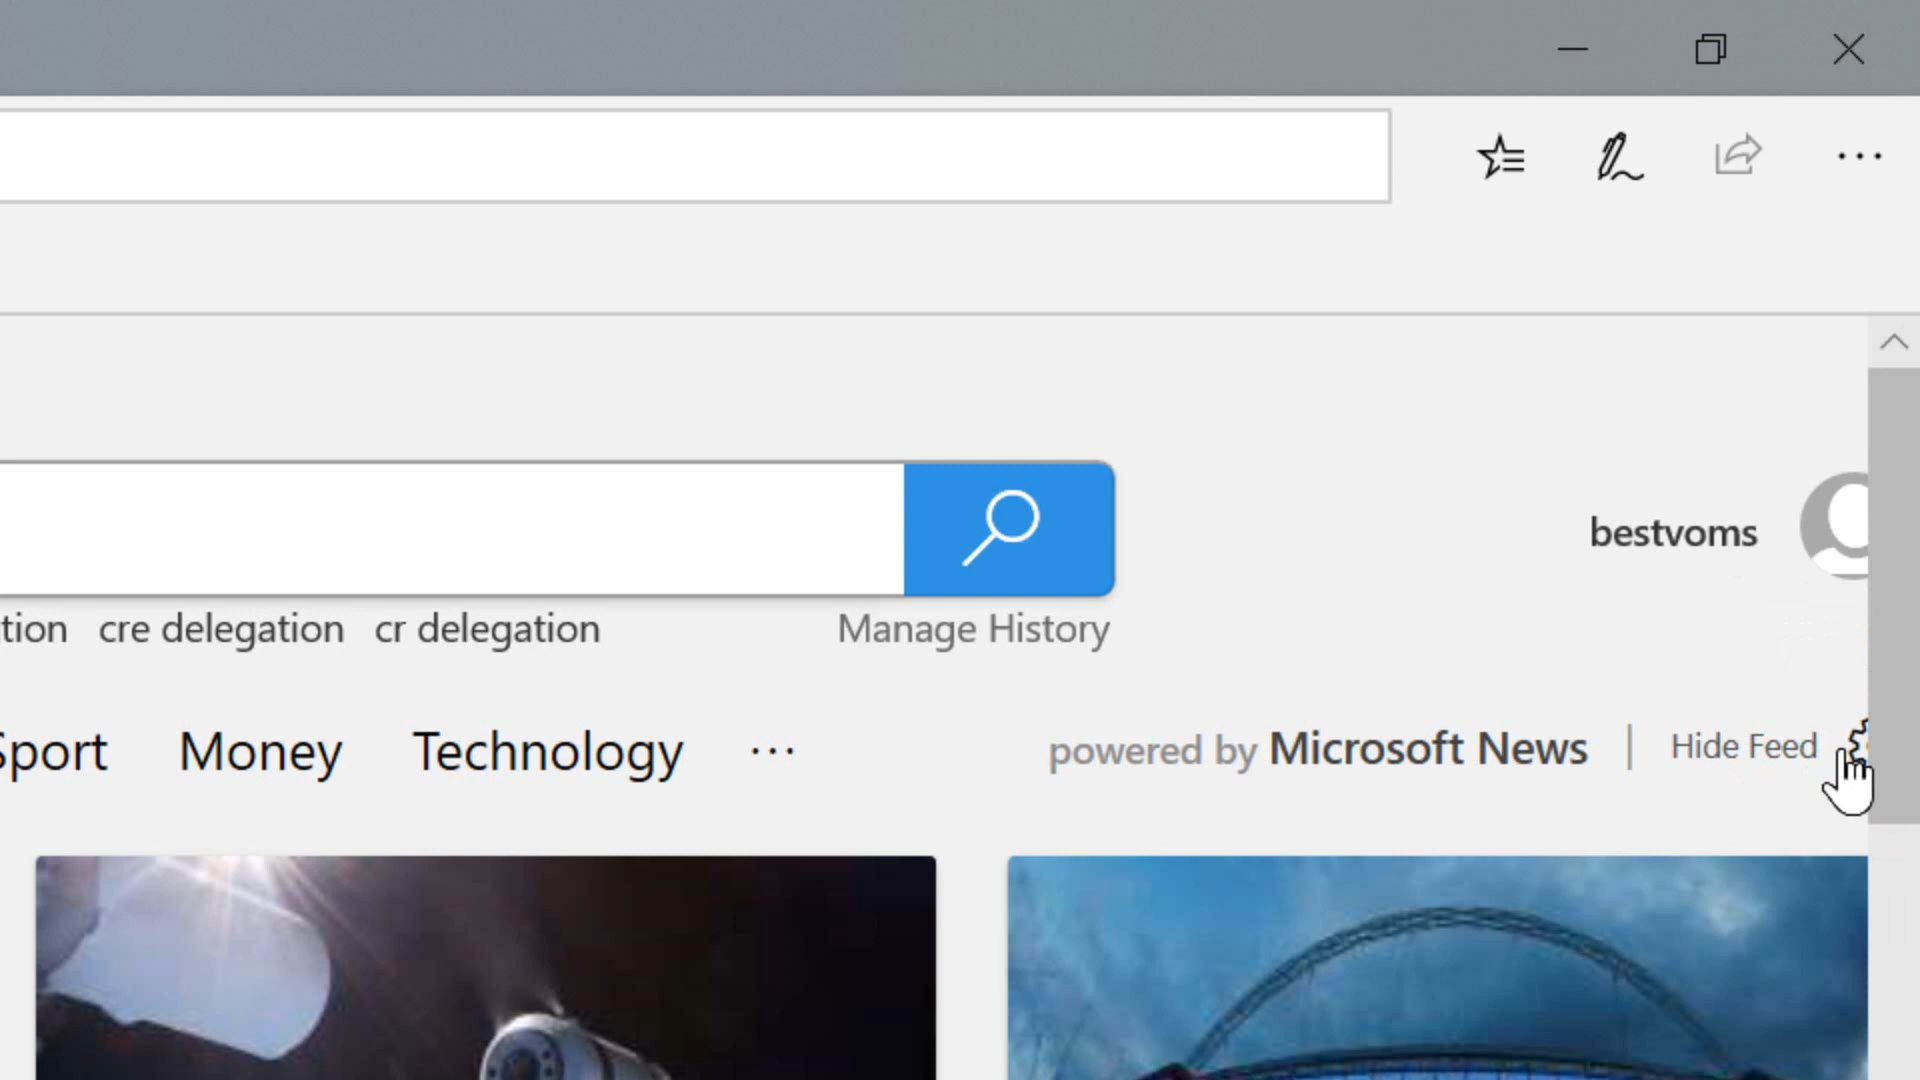 bestvoms
tion cre delegation cr delegation Manage History
Sport Money Technology ··· powered by Microsoft News | Hide Feed